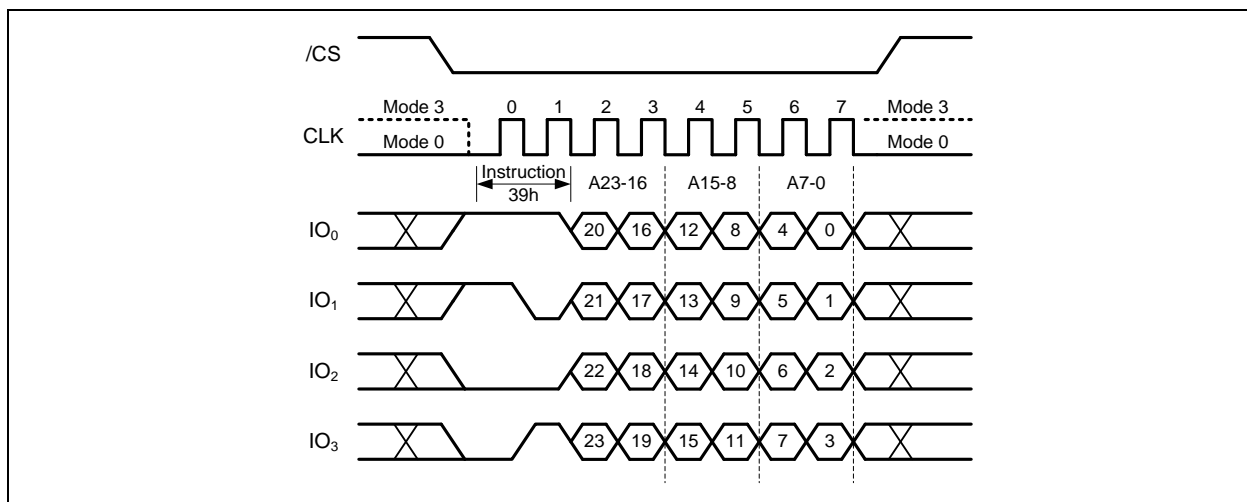 /CS
Mode 3 0 1 2 3 4 5 6 7 Mode 3
CLK
Mode 0 Mode 0
Instruction
39h
A23-16 A15-8 A7-0
IO₀ 20 16 12 8 4 0
IO₁ 21 17 13 9 5 1
IO₂ 22 18 14 10 6 2
IO₃ 23 19 15 11 7 3